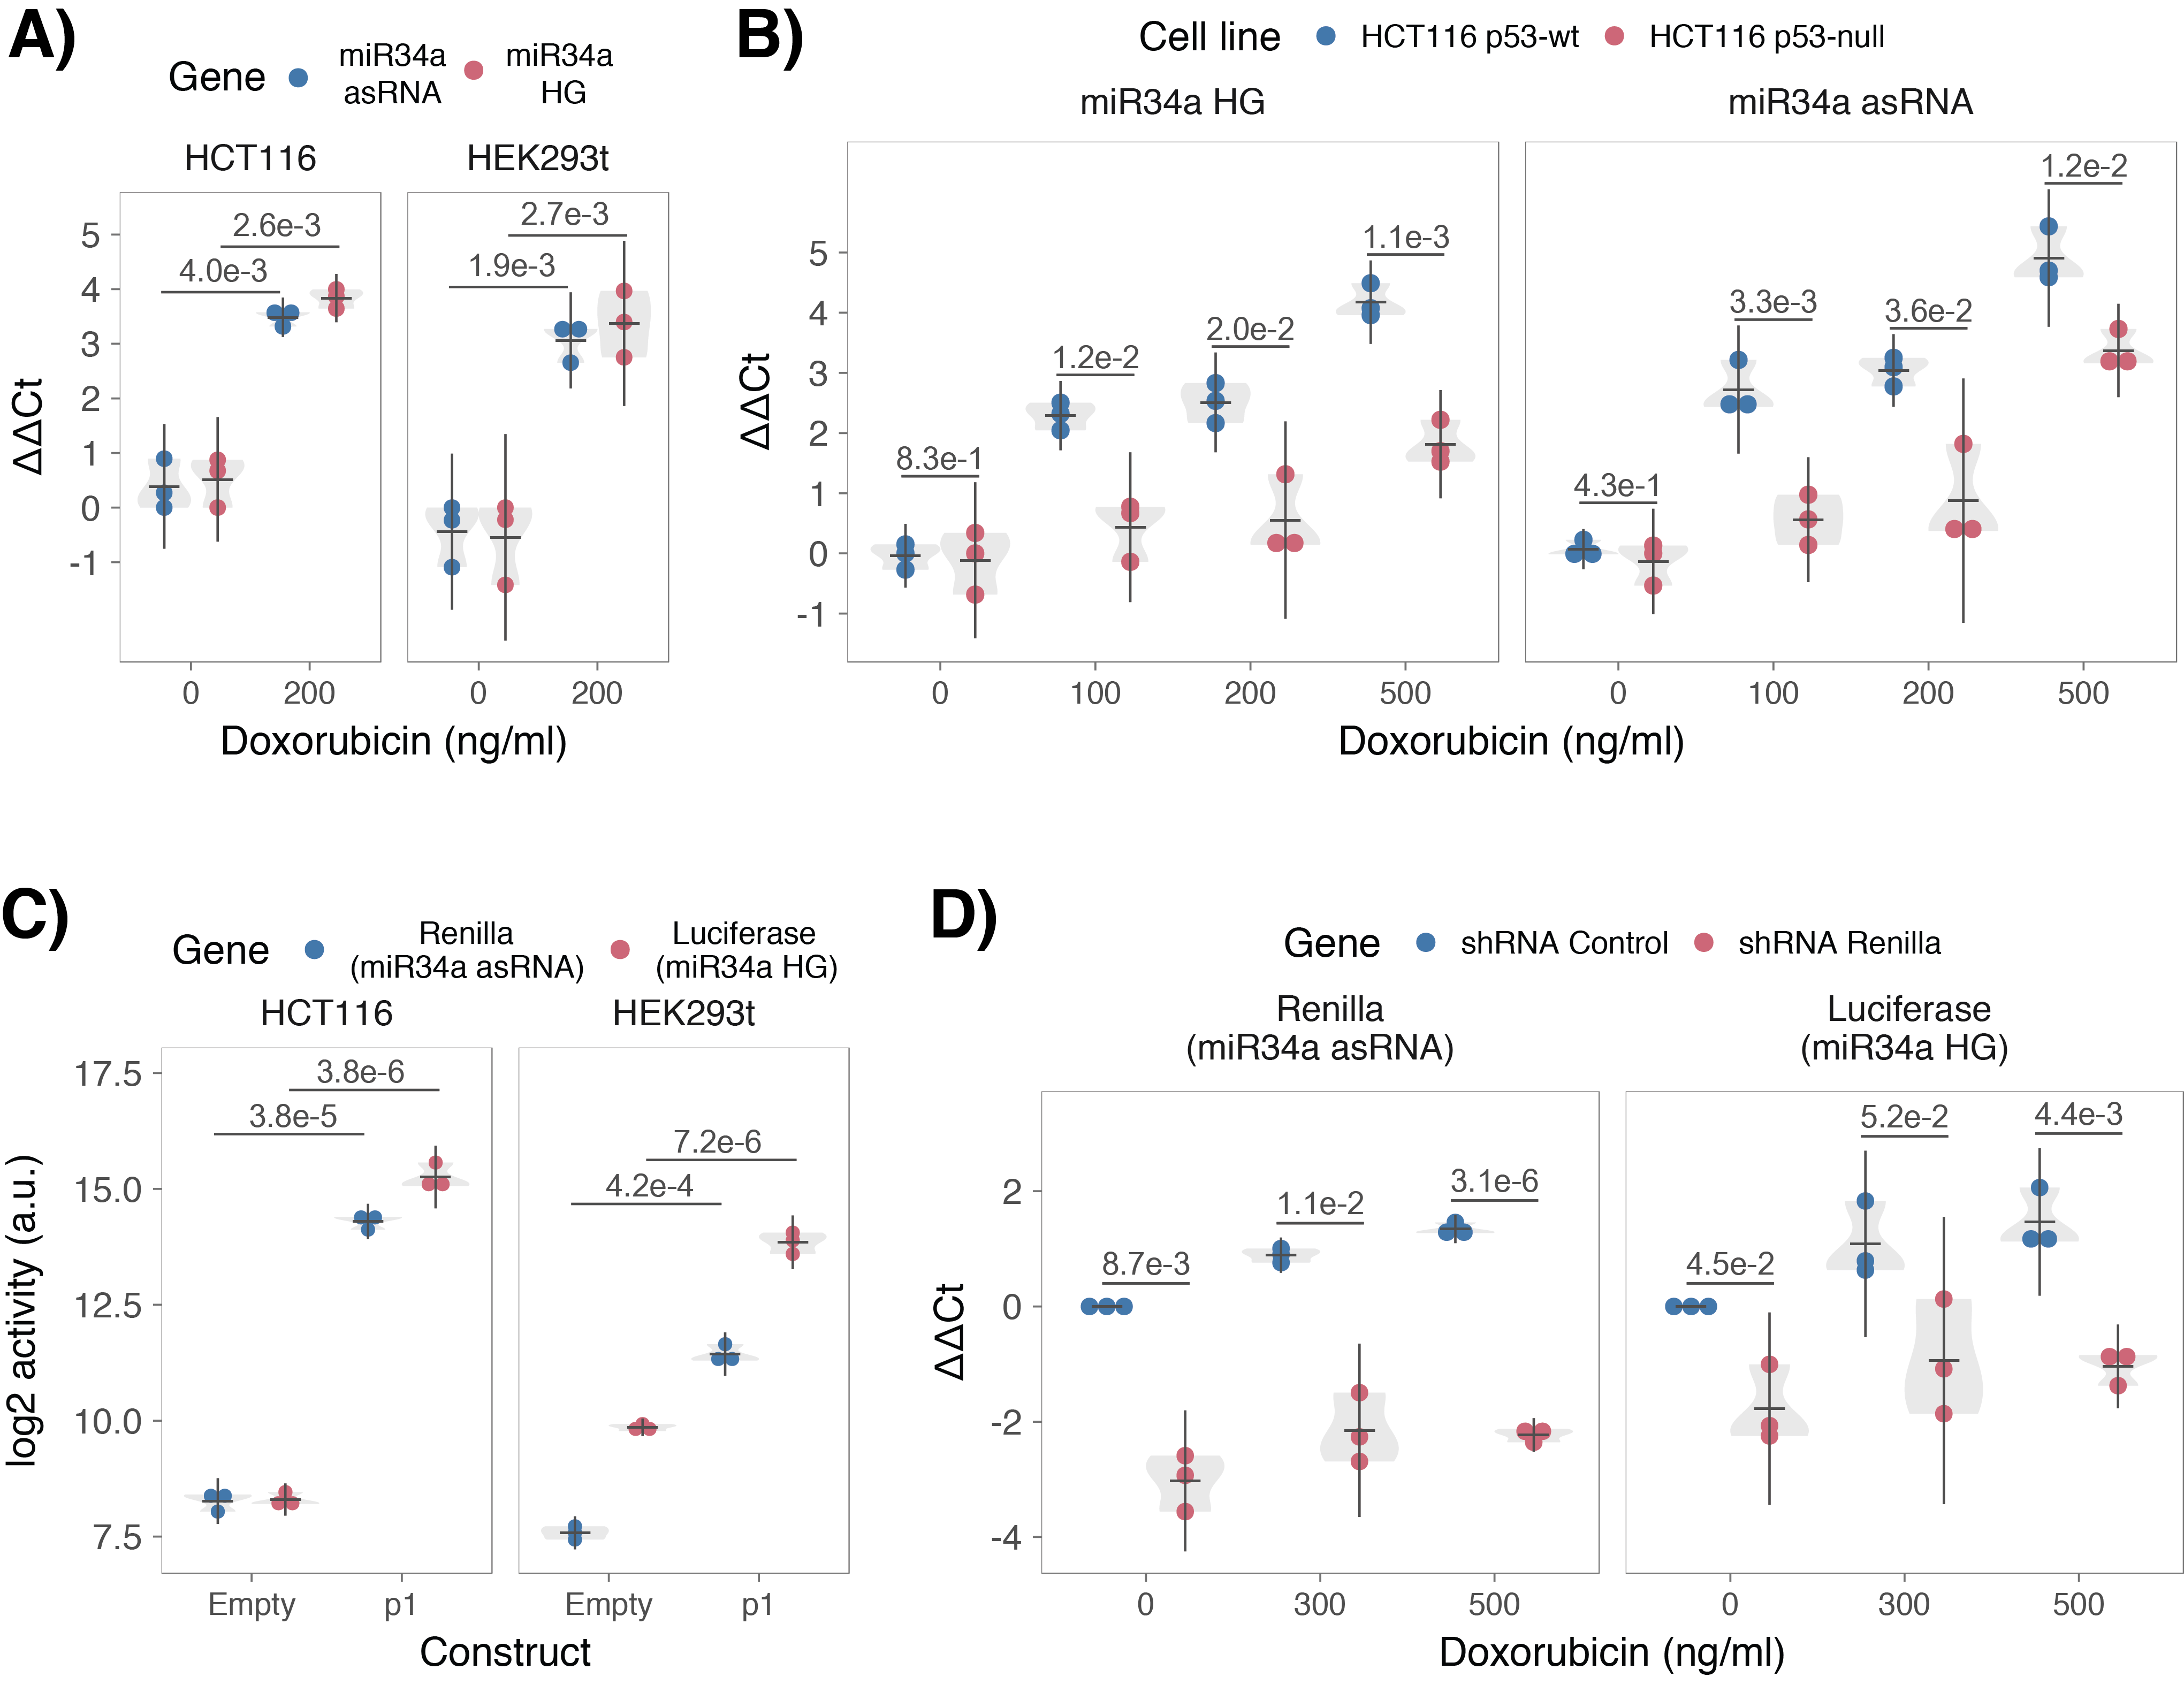 A)
Gene
miR34a
asRNA
miR34a
HG
HCT116
HEK293t
2.6e-3
4.0e-3
2.7e-3
1.9e-3
5
4
3
2
1
0
-1
ΔΔCt
0
200
0
200
Doxorubicin (ng/ml)
B)
Cell line
HCT116 p53-wt
HCT116 p53-null
miR34a HG
miR34a asRNA
8.3e-1
1.2e-2
2.0e-2
1.1e-3
4.3e-1
3.3e-3
3.6e-2
1.2e-2
5
4
3
2
1
0
-1
ΔΔCt
0
100
200
500
0
100
200
500
Doxorubicin (ng/ml)
C)
Gene
Renilla
(miR34a asRNA)
Luciferase
(miR34a HG)
HCT116
HEK293t
3.8e-6
3.8e-5
7.2e-6
4.2e-4
17.5
15.0
12.5
10.0
7.5
log2 activity (a.u.)
Empty
p1
Empty
p1
Construct
D)
Gene
shRNA Control
shRNA Renilla
Renilla
(miR34a asRNA)
Luciferase
(miR34a HG)
8.7e-3
1.1e-2
3.1e-6
4.5e-2
5.2e-2
4.4e-3
2
0
-2
-4
ΔΔCt
0
300
500
0
300
500
Doxorubicin (ng/ml)